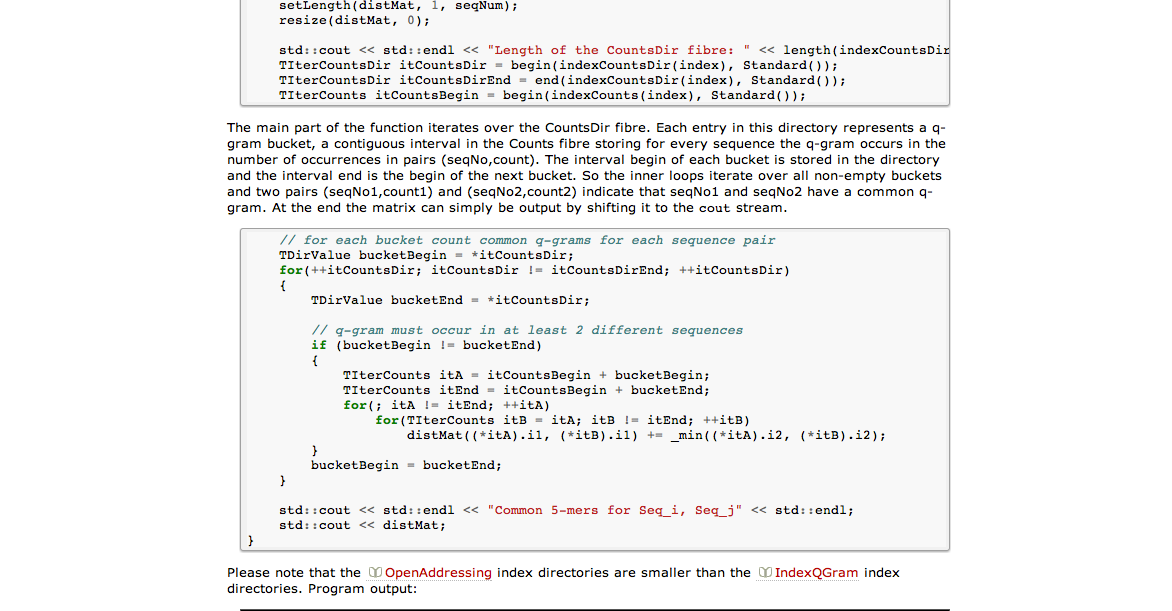 setLength(distMat, 1, seqNum);
resize(distMat, 0);
std::cout << std::endl << "Length of the CountsDir fibre: " << length(indexCountsDir
TIterCountsDir itCountsDir = begin(indexCountsDir(index), Standard());
TIterCountsDir itCountsDirEnd = end(indexCountsDir(index), Standard());
TIterCounts itCountsBegin = begin(indexCounts(index), Standard());
The main part of the function iterates over the CountsDir fibre. Each entry in this directory represents a q-
gram bucket, a contiguous interval in the Counts fibre storing for every sequence the q-gram occurs in the
number of occurrences in pairs (seqNo,count). The interval begin of each bucket is stored in the directory
and the interval end is the begin of the next bucket. So the inner loops iterate over all non-empty buckets
and two pairs (seqNo1,count1) and (seqNo2,count2) indicate that seqNo1 and seqNo2 have a common q-
gram. At the end the matrix can simply be output by shifting it to the cout stream.
// for each bucket count common q-grams for each sequence pair
TDirValue bucketBegin = *itCountsDir;
for(++itCountsDir; itCountsDir != itCountsDirEnd; ++itCountsDir)
{
TDirValue bucketEnd = *itCountsDir;
// q-gram must occur in at least 2 different sequences
if (bucketBegin != bucketEnd)
{
TIterCounts itA = itCountsBegin + bucketBegin;
TIterCounts itEnd = itCountsBegin + bucketEnd;
for(; itA != itEnd; ++itA)
for(TIterCounts itB = itA; itB != itEnd; ++itB)
distMat((*itA).i1, (*itB).i1) += _min((*itA).i2, (*itB).i2);
}
bucketBegin = bucketEnd;
}
std::cout << std::endl << "Common 5-mers for Seq_i, Seq_j" << std::endl;
std::cout << distMat;
}
Please note that the OpenAddressing index directories are smaller than the IndexQGram index
directories. Program output: